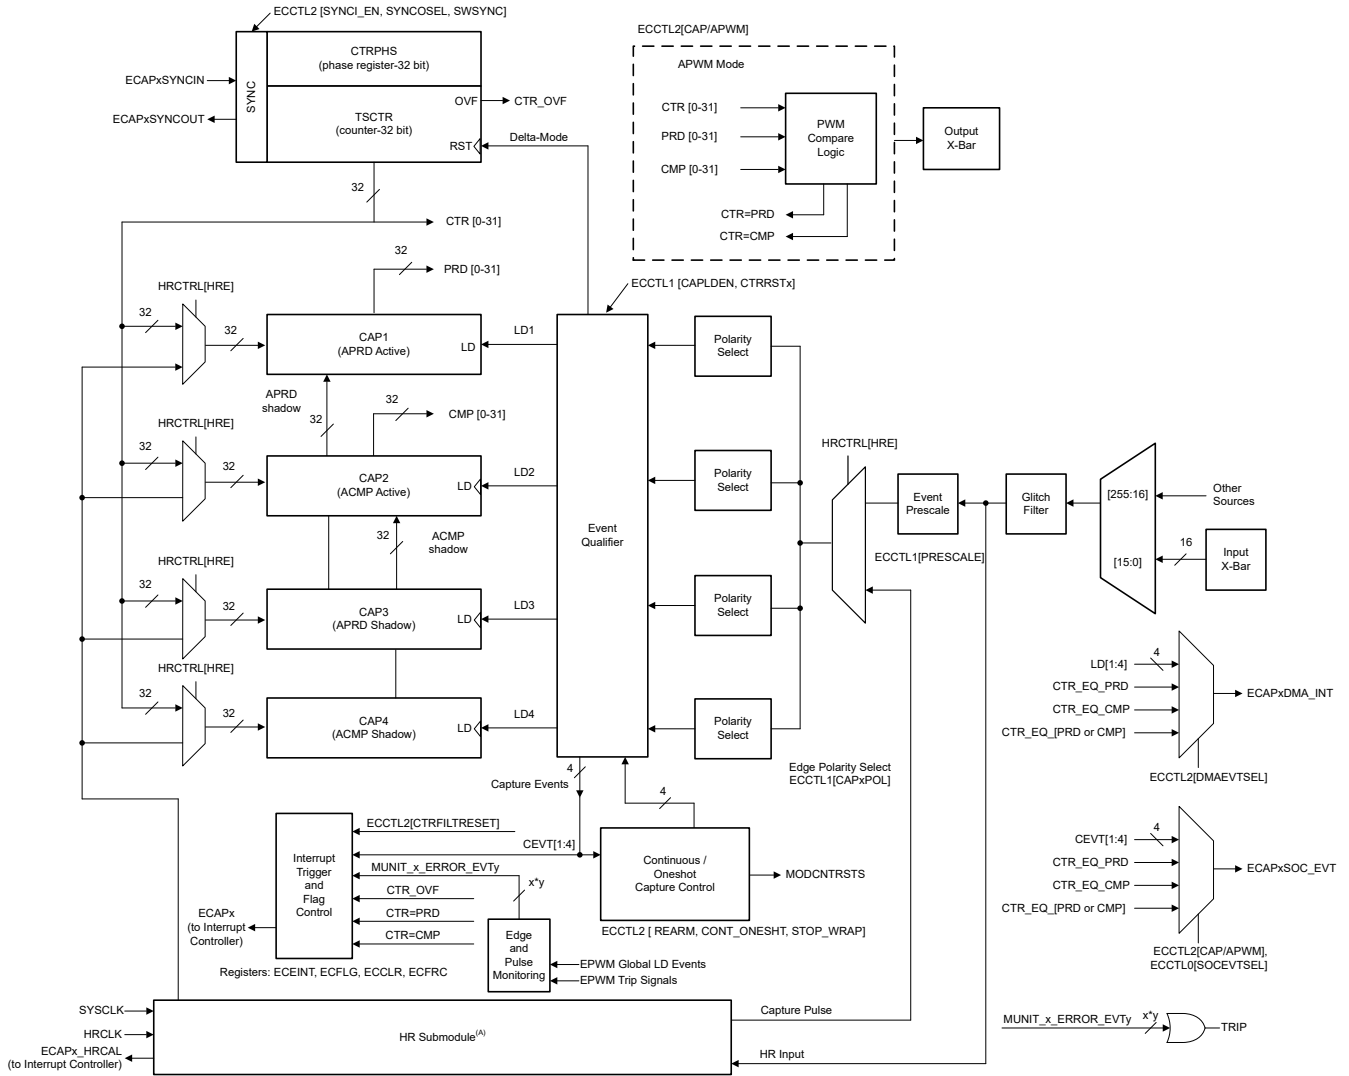 ECCTL2 [SYNCI_EN, SYNCOSEL, SWSYNC]
SYNC
CTRPHS
(phase register-32 bit)
ECAPxSYNCIN
ECAPxSYNCOUT
TSCTR
(counter-32 bit)
OVF
RST
CTR_OVF
Delta-Mode
32
CTR [0-31]
32
PRD [0-31]
ECCTL2[CAP/APWM]
APWM Mode
CTR [0-31]
PRD [0-31]
CMP [0-31]
PWM
Compare
Logic
CTR=PRD
CTR=CMP
Output
X-Bar
ECCTL1 [CAPLDEN, CTRRSTx]
HRCTRL[HRE]
32
32
CAP1
(APRD Active)
LD
LD1
Polarity
Select
APRD
shadow
32
32
CMP [0-31]
HRCTRL[HRE]
32
32
CAP2
(ACMP Active)
LD
LD2
Polarity
Select
32
ACMP
shadow
Event
Qualifier
HRCTRL[HRE]
32
32
CAP3
(APRD Shadow)
LD
LD3
Polarity
Select
HRCTRL[HRE]
32
32
CAP4
(ACMP Shadow)
LD
LD4
Polarity
Select
HRCTRL[HRE]
Event
Prescale
ECCTL1[PRESCALE]
Glitch
Filter
[255:16]
[15:0]
Other
Sources
16
Input
X-Bar
Edge Polarity Select
ECCTL1[CAPxPOL]
LD[1:4]
4
CTR_EQ_PRD
CTR_EQ_CMP
CTR_EQ_[PRD or CMP]
ECAPxDMA_INT
ECCTL2[DMAEVTSEL]
4
Capture Events
4
ECCTL2[CTRFILTRESET]
CEVT[1:4]
MUNIT_x_ERROR_EVTy
x*y
CTR_OVF
CTR=PRD
CTR=CMP
Interrupt
Trigger
and
Flag
Control
ECAPx
(to Interrupt
Controller)
Registers: ECEINT, ECFLG, ECCLR, ECFRC
Continuous /
Oneshot
Capture Control
MODCNTRSTS
ECCTL2 [ REARM, CONT_ONESHT, STOP_WRAP]
Edge
and
Pulse
Monitoring
EPWM Global LD Events
EPWM Trip Signals
CEVT[1:4]
4
CTR_EQ_PRD
CTR_EQ_CMP
CTR_EQ_[PRD or CMP]
ECAPxSOC_EVT
ECCTL2[CAP/APWM],
ECCTL0[SOCEVTSEL]
SYSCLK
HRCLK
ECAPx_HRCAL
(to Interrupt Controller)
HR Submodule(A)
Capture Pulse
HR Input
MUNIT_x_ERROR_EVTy
x*y
TRIP